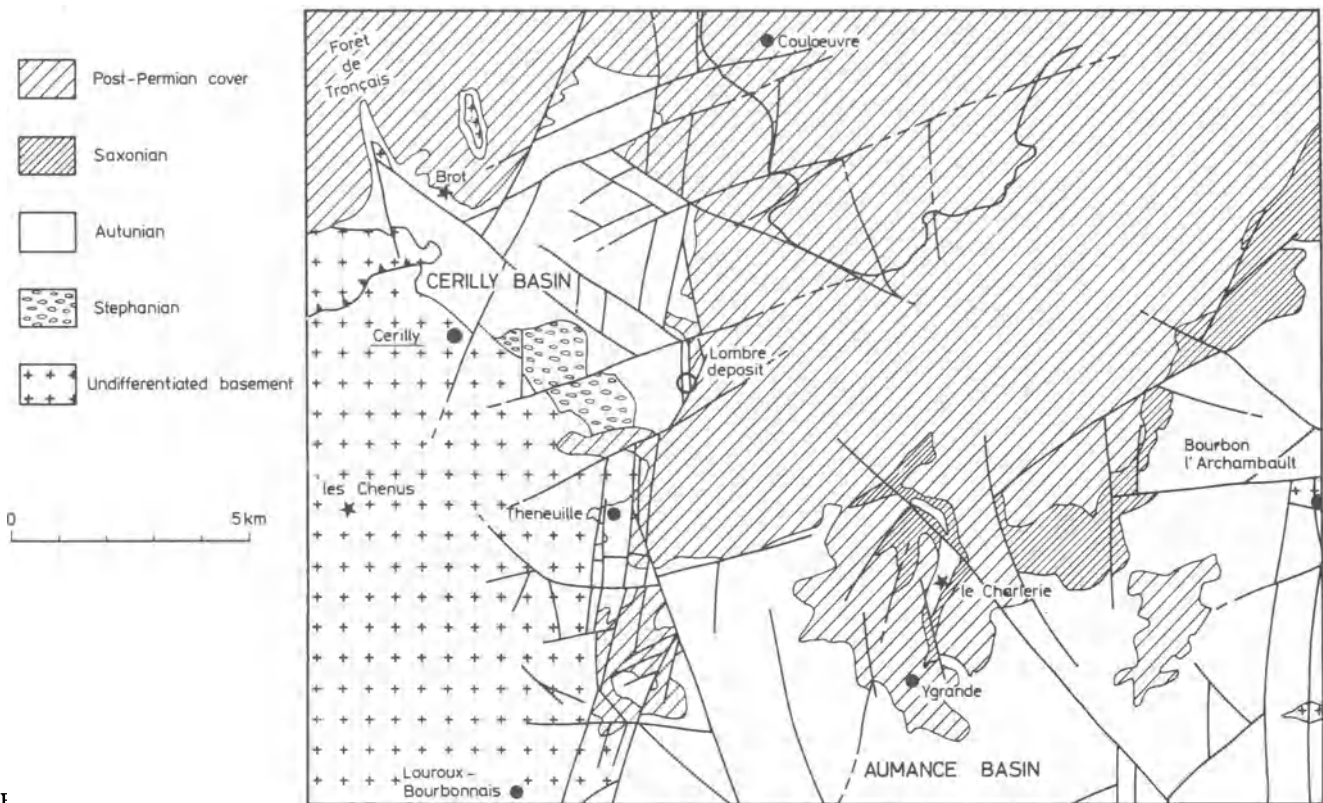 Post-Permian cover
Saxonian
Autunian
Stephanian
Undifferentiated basement
0
5 km
Forêt
de
Tronçais
Coulœuvre
Brot
CERILLY BASIN
Cerilly
Lombre
deposit
les Chenus
Theneuille
Bourbon
l'Archambault
le Charlerie
Ygrande
AUMANCE BASIN
Louroux-
Bourbonnais